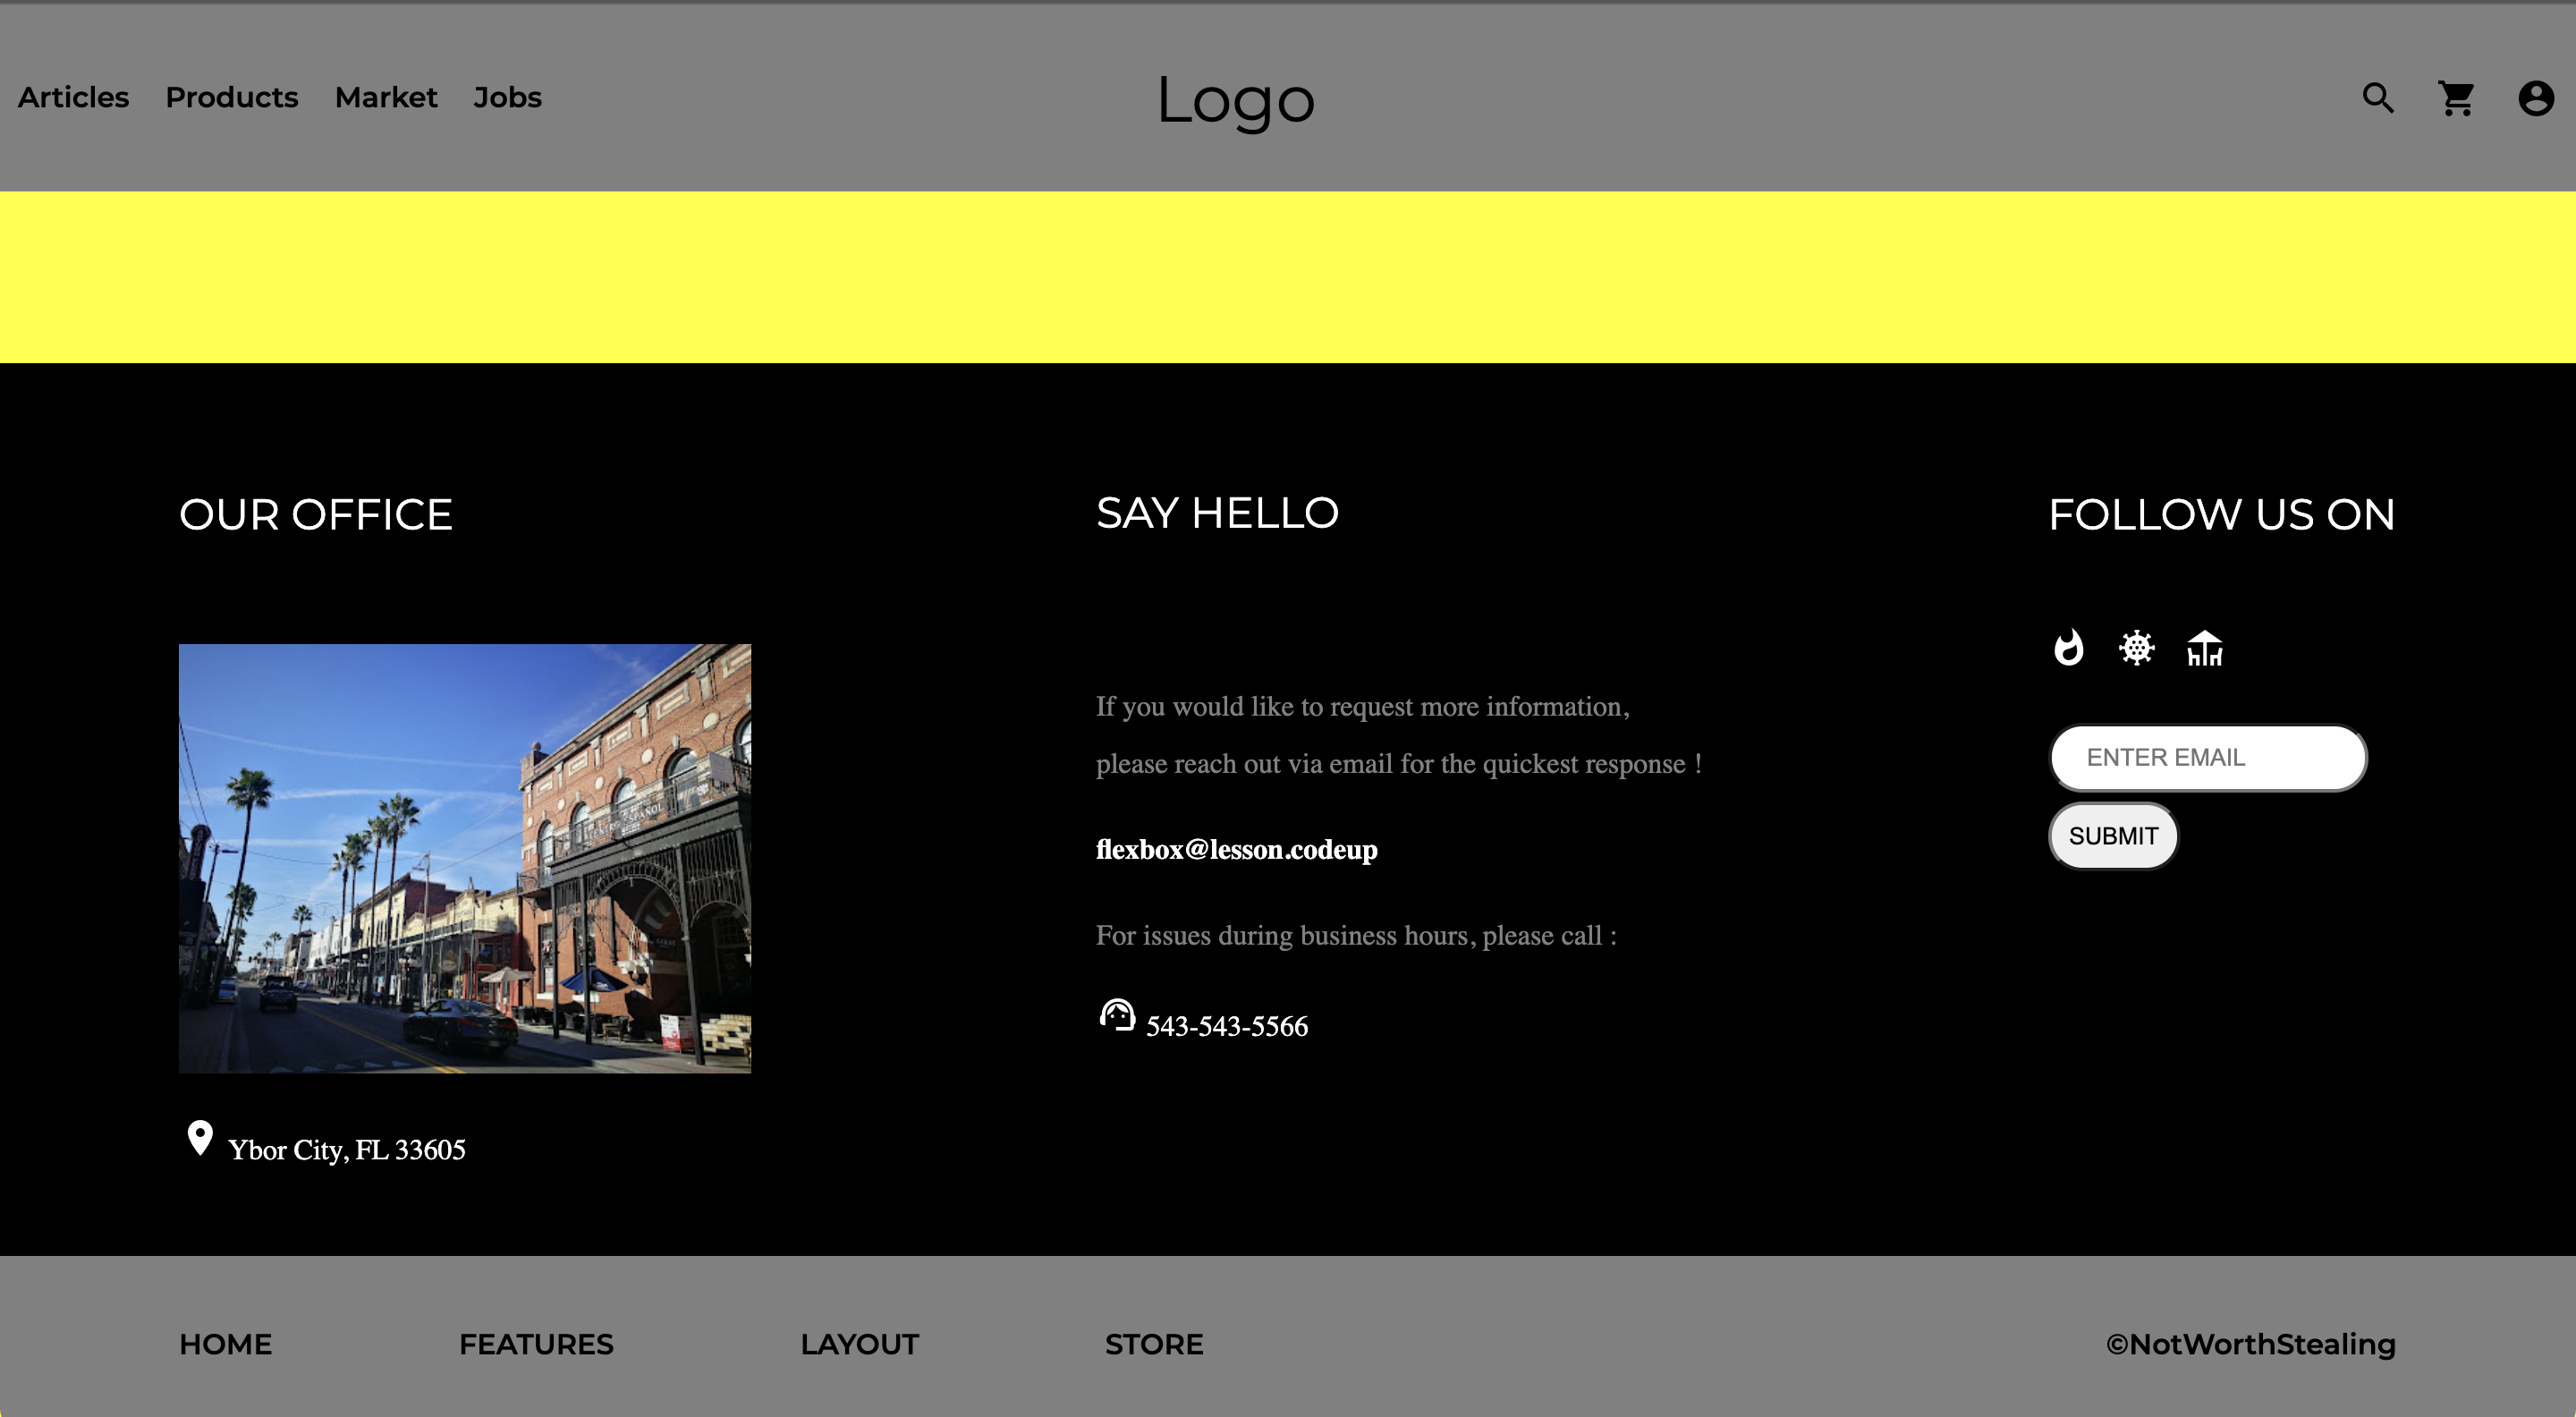 Articles Products Market Jobs
Logo
OUR OFFICE
CENTRO ESPAÑOL
Ybor City, FL 33605
SAY HELLO
If you would like to request more information,
please reach out via email for the quickest response !
flexbox@lesson.codeup
For issues during business hours, please call :
543-543-5566
FOLLOW US ON
ENTER EMAIL
SUBMIT
HOME FEATURES LAYOUT STORE ©NotWorthStealing